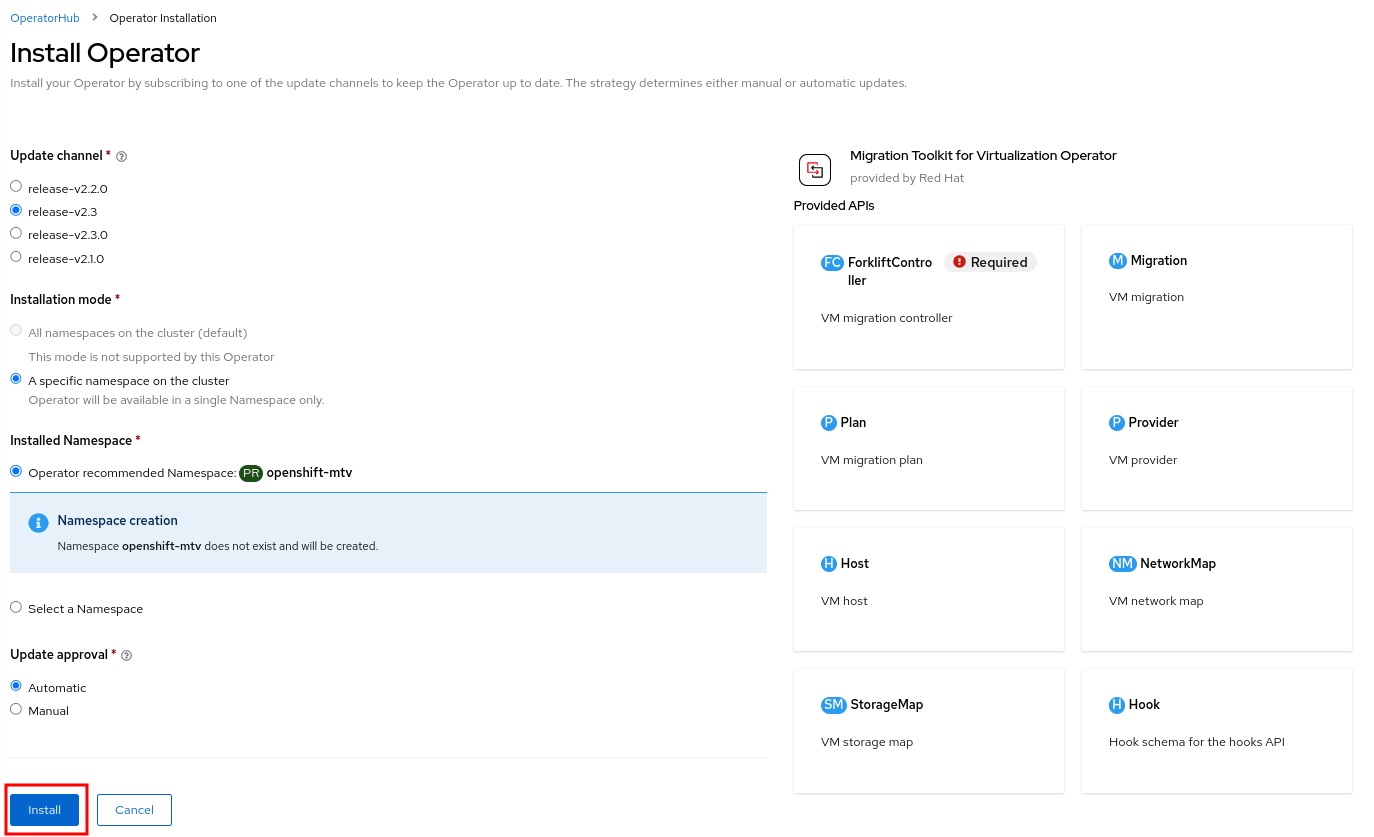 OperatorHub > Operator Installation
Install Operator
Install your Operator by subscribing to one of the update channels to keep the Operator up to date. The strategy determines either manual or automatic updates.
Update channel *
release-v2.2.0
release-v2.3
release-v2.3.0
release-v2.1.0
Installation mode *
All namespaces on the cluster (default)
This mode is not supported by this Operator
A specific namespace on the cluster
Operator will be available in a single Namespace only.
Installed Namespace *
Operator recommended Namespace: PR openshift-mtv
Namespace creation
Namespace openshift-mtv does not exist and will be created.
Select a Namespace
Update approval *
Automatic
Manual
Install Cancel
Migration Toolkit for Virtualization Operator
provided by Red Hat
Provided APIs
FC ForkliftContro Required
ller
VM migration controller
M Migration
VM migration
P Plan
VM migration plan
P Provider
VM provider
H Host
VM host
NM NetworkMap
VM network map
SM StorageMap
VM storage map
H Hook
Hook schema for the hooks API